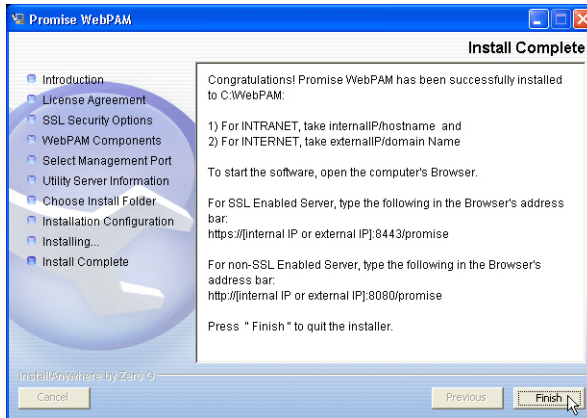 Promise WebPAM
Install Complete
Introduction
License Agreement
SSL Security Options
WebPAM Components
Select Management Port
Utility Server Information
Choose Install Folder
Installation Configuration
Installing...
Install Complete
Congratulations! Promise WebPAM has been successfully installed
to C:\WebPAM:
1) For INTRANET, take internalIP/hostname and
2) For INTERNET, take externalIP/domain Name
To start the software, open the computer's Browser.
For SSL Enabled Server, type the following in the Browser's address
bar:
https://[internal IP or external IP]:8443/promise
For non-SSL Enabled Server, type the following in the Browser's
address bar:
http://[internal IP or external IP]:8080/promise
Press " Finish " to quit the installer.
InstallAnywhere by Zero G
Cancel
Previous
Finish